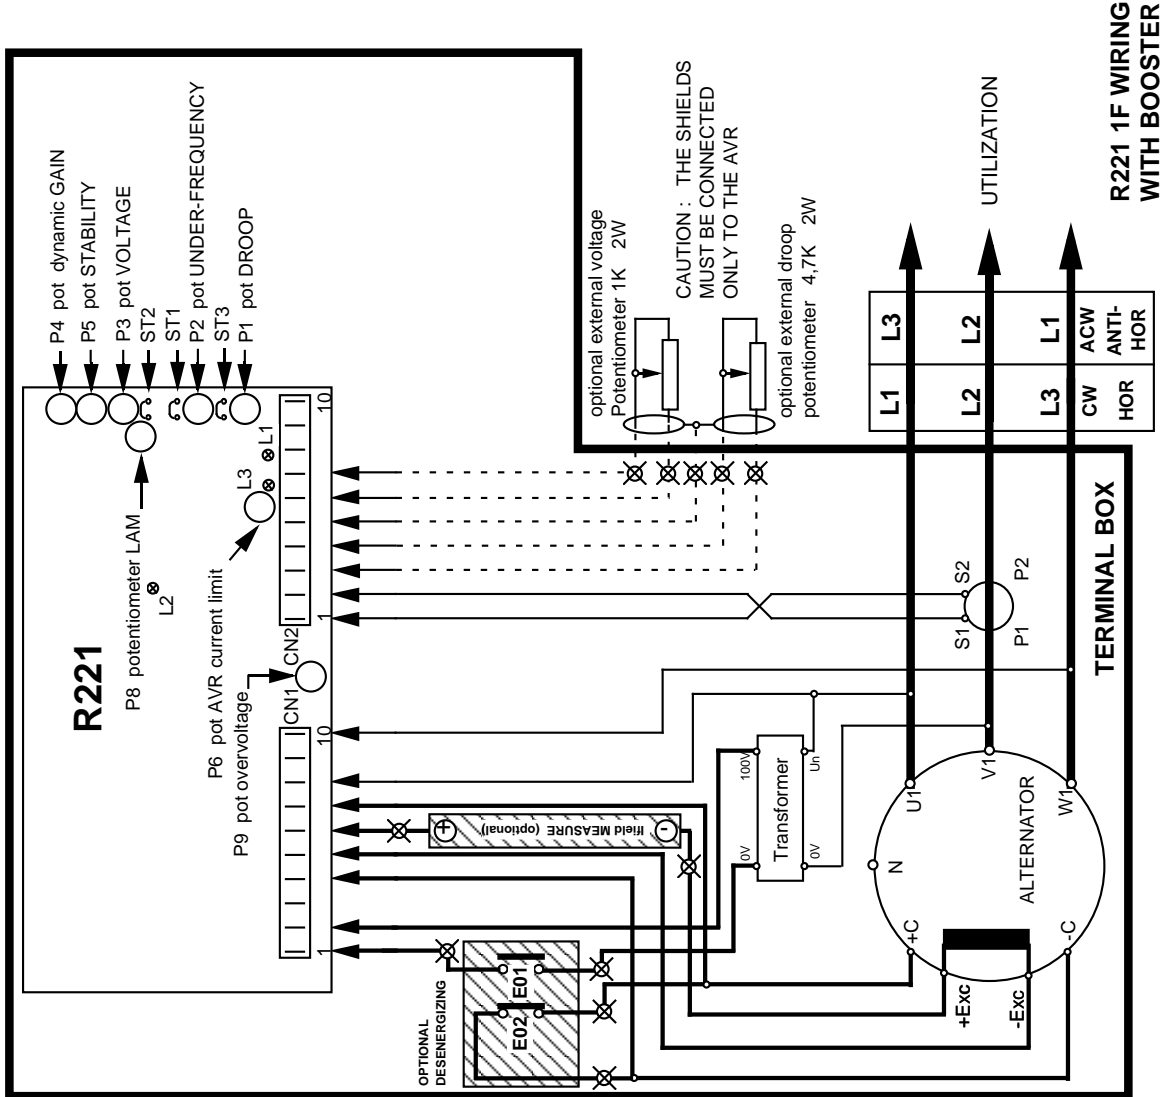 R221 1F WIRING
WITH BOOSTER
P4 pot dynamic GAIN
P5 pot STABILITY
P3 pot VOLTAGE
ST2
ST1
P2 pot UNDER-FREQUENCY
ST3
P1 pot DROOP
R221
P8 potentiometer LAM
L2
L3
L1
P6 pot AVR current limit
P9 pot overvoltage
CN1
CN2
1
10
1
10
optional external voltage
Potentiometer 1K 2W
CAUTION : THE SHIELDS
MUST BE CONNECTED
ONLY TO THE AVR
optional external droop
potentiometer 4,7K 2W
UTILIZATION
L1
L3
L2
L2
L3
L1
CW
HOR
ACW
ANTI-
HOR
TERMINAL BOX
S1
S2
P1
P2
OPTIONAL
DESENERGIZING
E01
E02
+
Ifield MEASURE (optional)
-
Transformer
0V
100V
0V
Un
ALTERNATOR
N
U1
V1
W1
+C
-C
+Exc
-Exc